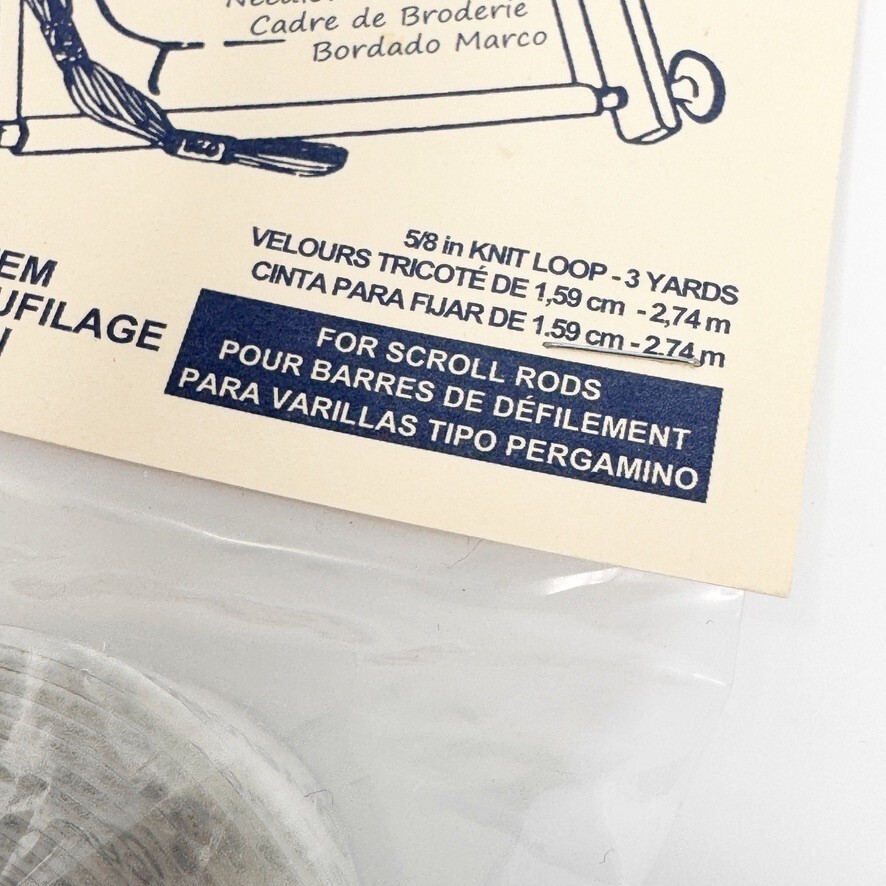 Cadre de Broderie
Bordado Marco
5/8 in KNIT LOOP - 3 YARDS
VELOURS TRICOTÉ DE 1,59 cm - 2,74 m
CINTA PARA FIJAR DE 1.59 cm - 2.74 m
EM
UFILAGE
FOR SCROLL RODS
POUR BARRES DE DÉFILEMENT
PARA VARILLAS TIPO PERGAMINO